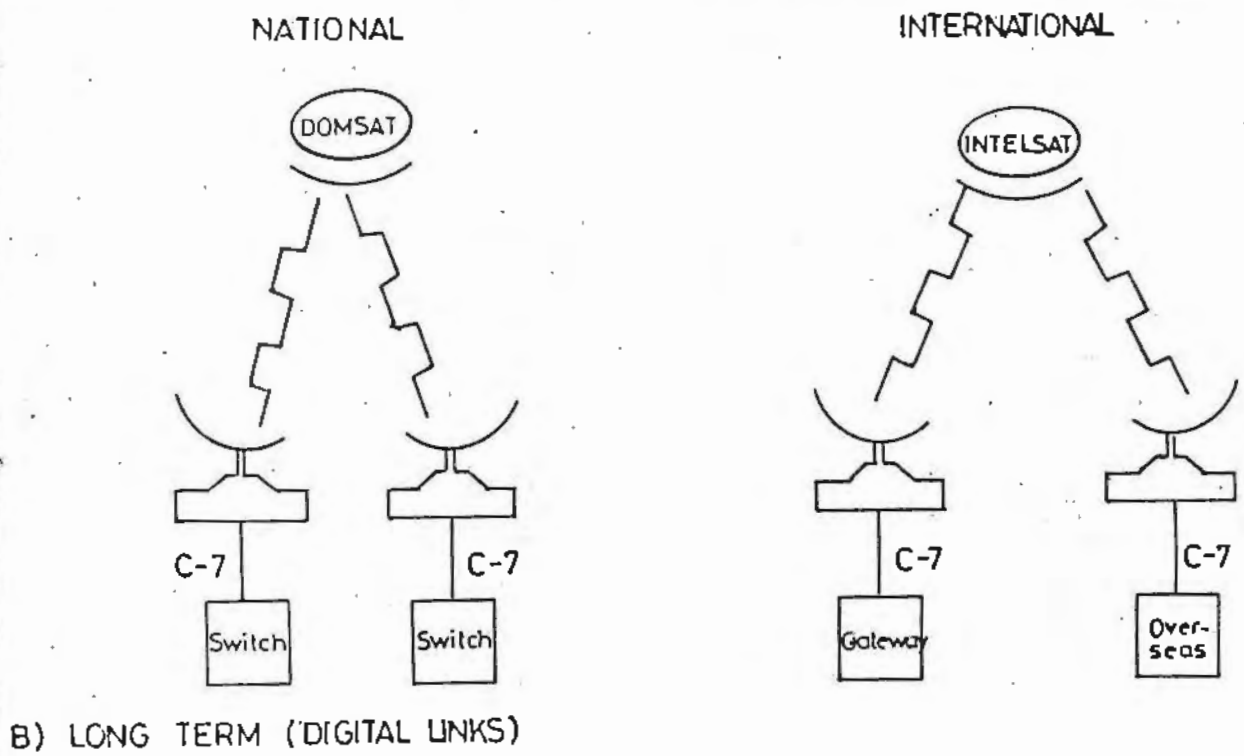 NATIONAL
INTERNATIONAL
DOMSAT
INTELSAT
C-7
C-7
C-7
C-7
Switch
Switch
Gateway
Over-
seas
B) LONG TERM (DIGITAL LINKS)